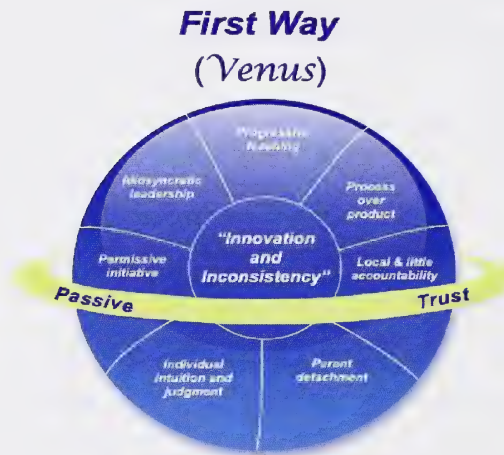 First Way
(Venus)
Progressive
teaching
Idiosyncratic
leadership
Process
over
product
"Innovation
and
Inconsistency"
Permissive
initiative
Local & little
accountability
Passive
Trust
Individual
intuition and
judgment
Parent
detachment